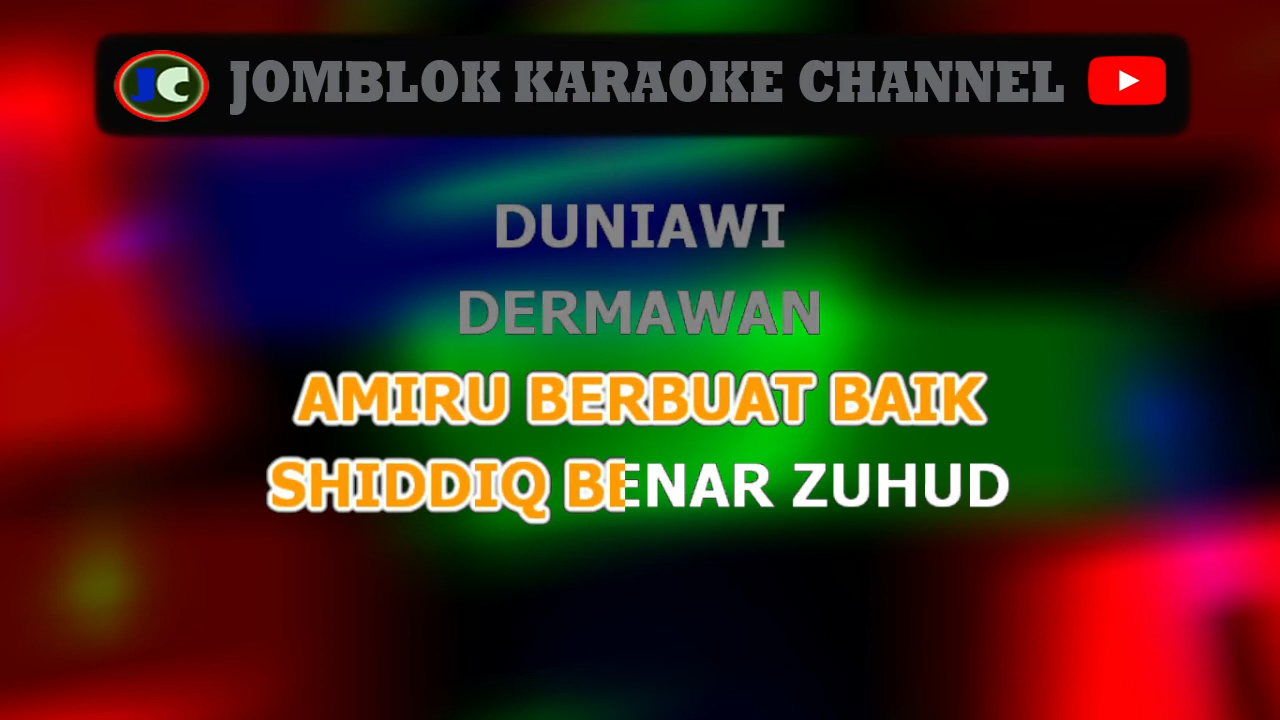 JC JOMBLOK KARAOKE CHANNEL
DUNIAWI
DERMAWAN
AMIRU BERBUAT BAIK
SHIDDIQ BENAR ZUHUD